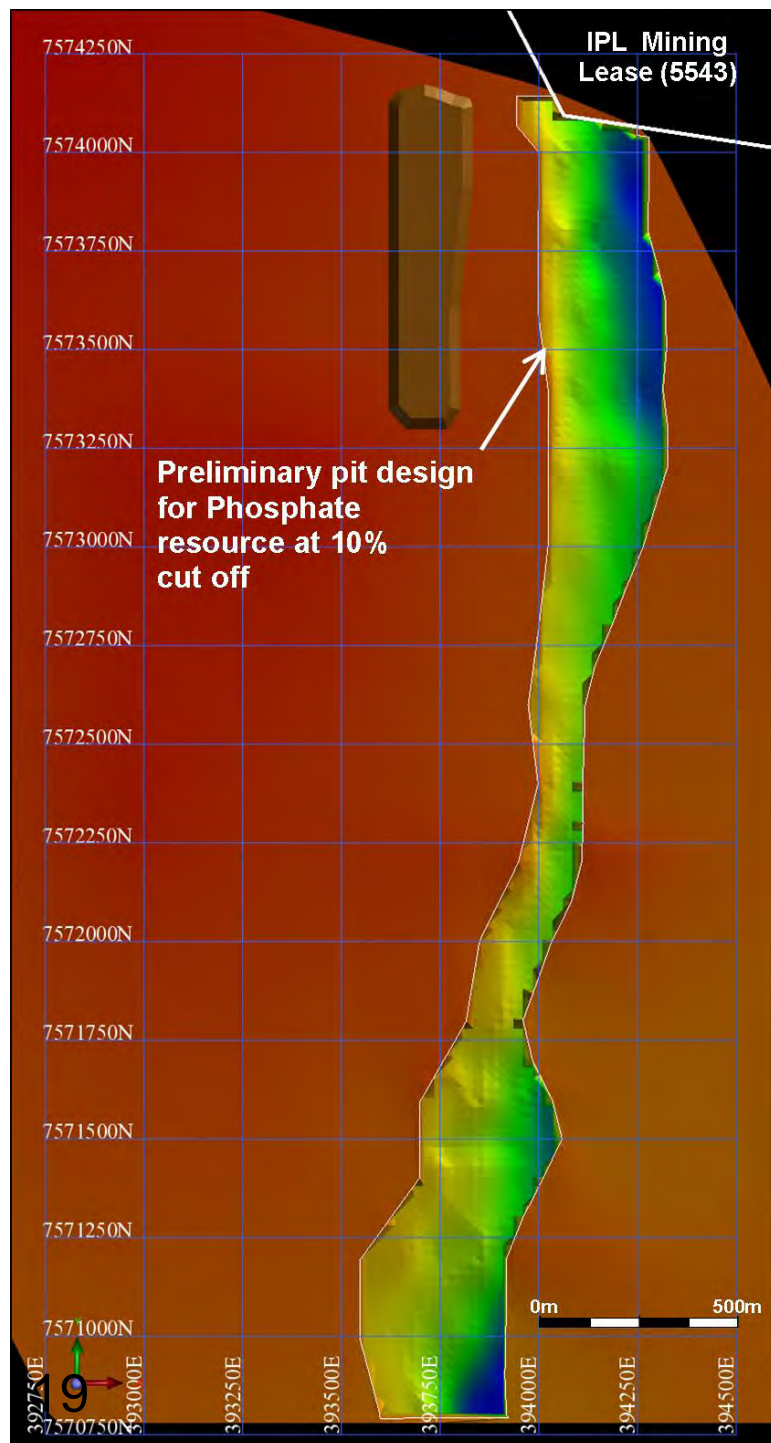 IPL Mining
Lease (5543)
7574250N
7574000N
7573750N
7573500N
7573250N
Preliminary pit design
for Phosphate
resource at 10%
cut off
7573000N
7572750N
7572500N
7572250N
7572000N
7571750N
7571500N
7571250N
0m
500m
7571000N
7570750N
392750E
393000E
393250E
393500E
393750E
394000E
394250E
394500E
19